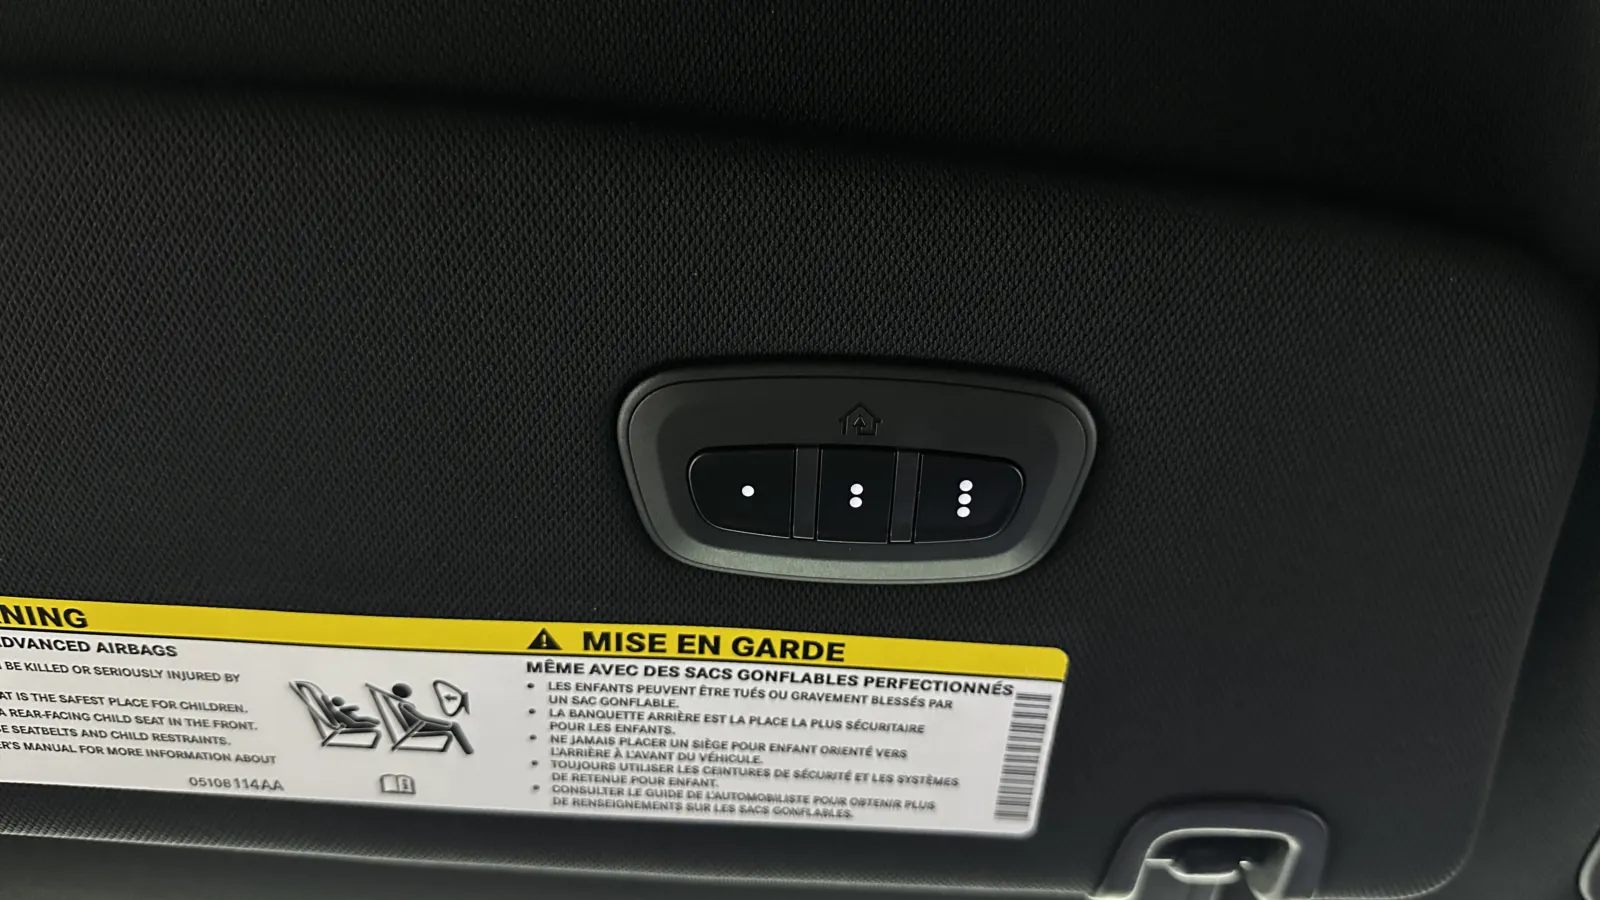 NING
ADVANCED AIRBAGS
BE KILLED OR SERIOUSLY INJURED BY
AT IS THE SAFEST PLACE FOR CHILDREN.
A REAR-FACING CHILD SEAT IN THE FRONT.
SE SEATBELTS AND CHILD RESTRAINTS.
ER'S MANUAL FOR MORE INFORMATION ABOUT
05108114AA
MISE EN GARDE
MÊME AVEC DES SACS GONFLABLES PERFECTIONNÉS
• LES ENFANTS PEUVENT ÊTRE TUÉS OU GRAVEMENT BLESSÉS PAR
UN SAC GONFLABLE.
• LA BANQUETTE ARRIÈRE EST LA PLACE LA PLUS SÉCURITAIRE
POUR LES ENFANTS.
• NE JAMAIS PLACER UN SIÈGE POUR ENFANT ORIENTÉ VERS
L'ARRIÈRE À L'AVANT DU VÉHICULE.
• TOUJOURS UTILISER LES CEINTURES DE SÉCURITÉ ET LES SYSTÈMES
DE RETENUE POUR ENFANT.
• CONSULTER LE GUIDE DE L'AUTOMOBILISTE POUR OBTENIR PLUS
DE RENSEIGNEMENTS SUR LES SACS GONFLABLES.